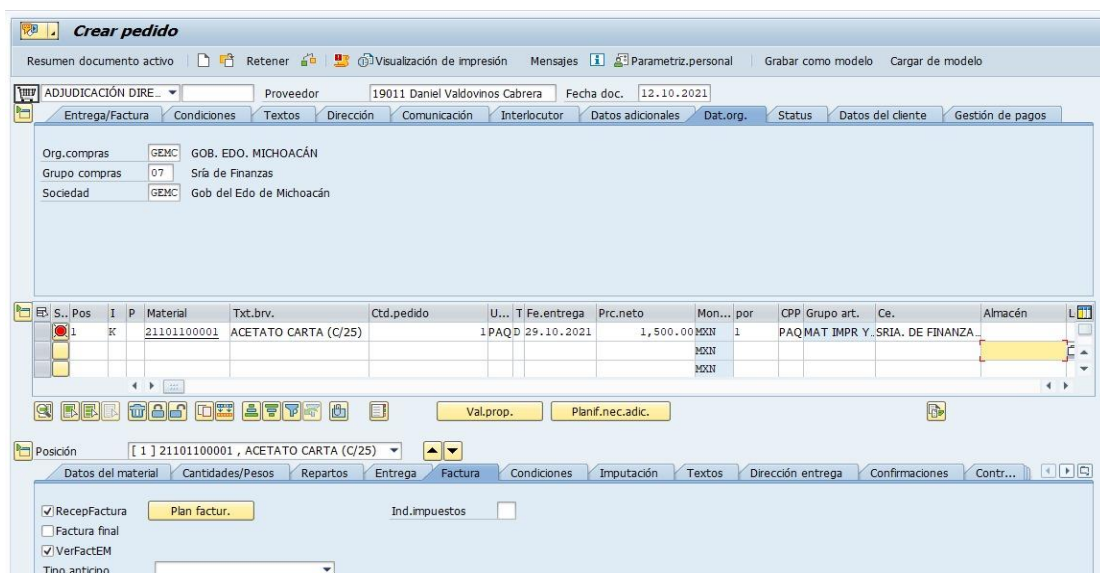 Crear pedido
Resumen documento activo Retener Visualización de impresión Mensajes Parametriz.personal Grabar como modelo Cargar de modelo
ADJUDICACIÓN DIRE... Proveedor 19011 Daniel Valdovinos Cabrera Fecha doc. 12.10.2021
Entrega/Factura Condiciones Textos Dirección Comunicación Interlocutor Datos adicionales Dat.org. Status Datos del cliente Gestión de pagos
Org.compras GEMC GOB. EDO. MICHOACÁN
Grupo compras 07 Sría de Finanzas
Sociedad GEMC Gob del Edo de Michoacán
S.. Pos I P Material Txt.brv. Ctd.pedido U... T Fe.entrega Prc.neto Mon... por CPP Grupo art. Ce. Almacén L
1 K 21101100001 ACETATO CARTA (C/25) 1 PAQ D 29.10.2021 1,500.00 MXN 1 PAQ MAT IMPR Y.. SRIA. DE FINANZA..
MXN
MXN
Val.prop. Planif.nec.adic.
Posición [ 1 ] 21101100001 , ACETATO CARTA (C/25)
Datos del material Cantidades/Pesos Repartos Entrega Factura Condiciones Imputación Textos Dirección entrega Confirmaciones Contr...
RecepFactura Plan factur. Ind.impuestos
Factura final
VerFactEM
Tipo anticipo